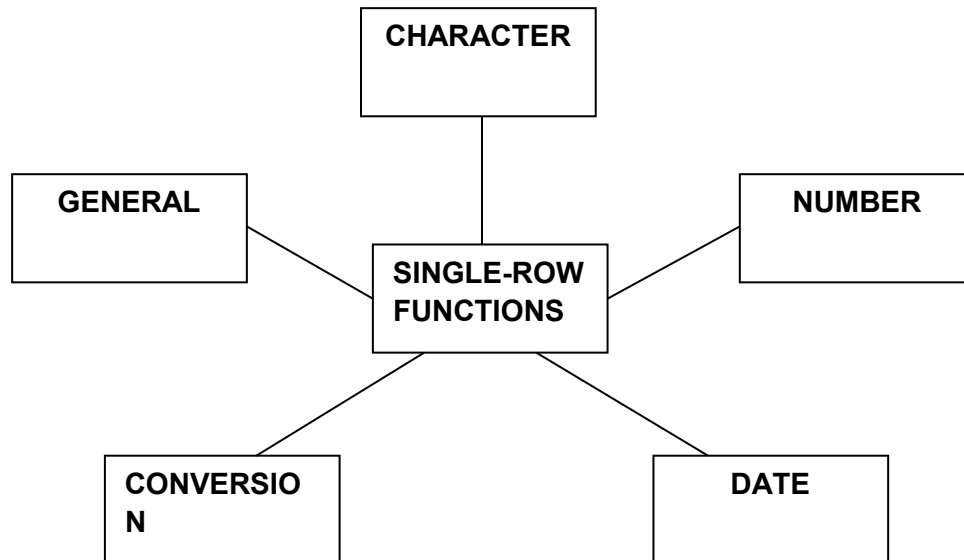 CHARACTER
GENERAL
NUMBER
SINGLE-ROW
FUNCTIONS
CONVERSIO
N
DATE